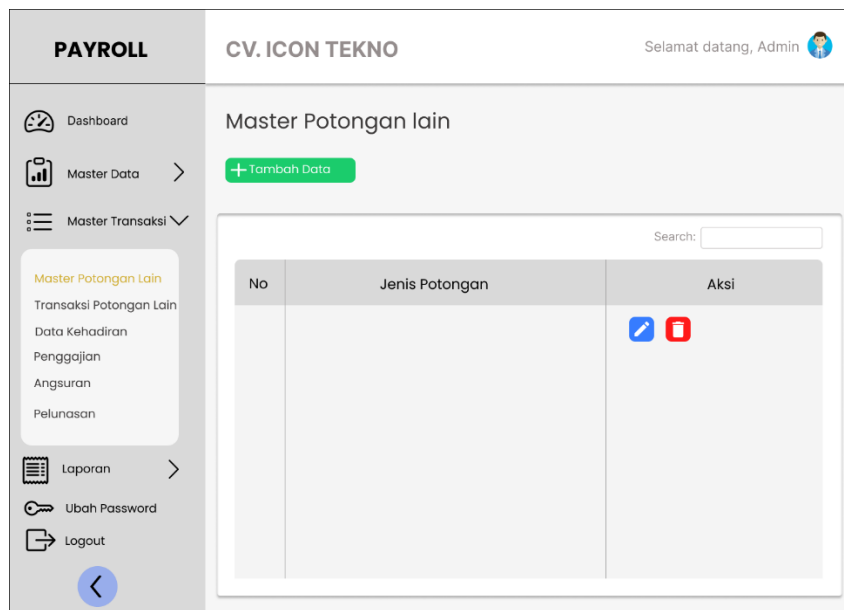 PAYROLL
CV. ICON TEKNO
Selamat datang, Admin
Dashboard
Master Data
Master Transaksi
Master Potongan Lain
Transaksi Potongan Lain
Data Kehadiran
Penggajian
Angsuran
Pelunasan
Laporan
Ubah Password
Logout
Master Potongan lain
Tambah Data
Search:
No Jenis Potongan Aksi